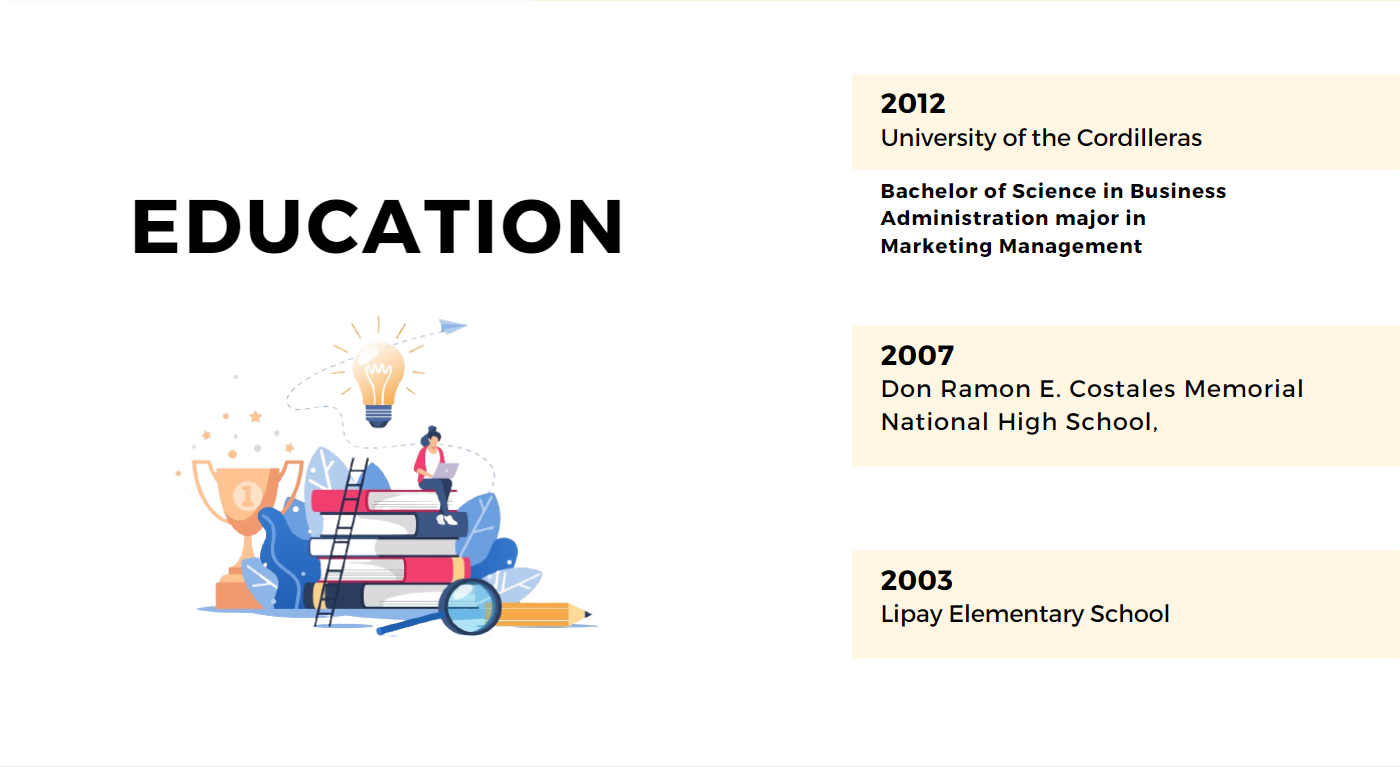 EDUCATION
2012
University of the Cordilleras
Bachelor of Science in Business
Administration major in
Marketing Management
2007
Don Ramon E. Costales Memorial
National High School,
2003
Lipay Elementary School
1